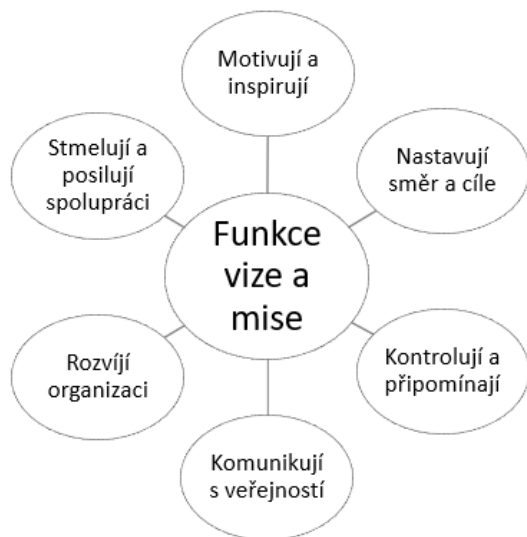 Motivují a
inspirují
Stmelují a
posilují
spolupráci
Nastavují
směr a cíle
Funkce
vize a
mise
Rozvíjí
organizaci
Kontrolují a
připomínají
Komunikují
s veřejností